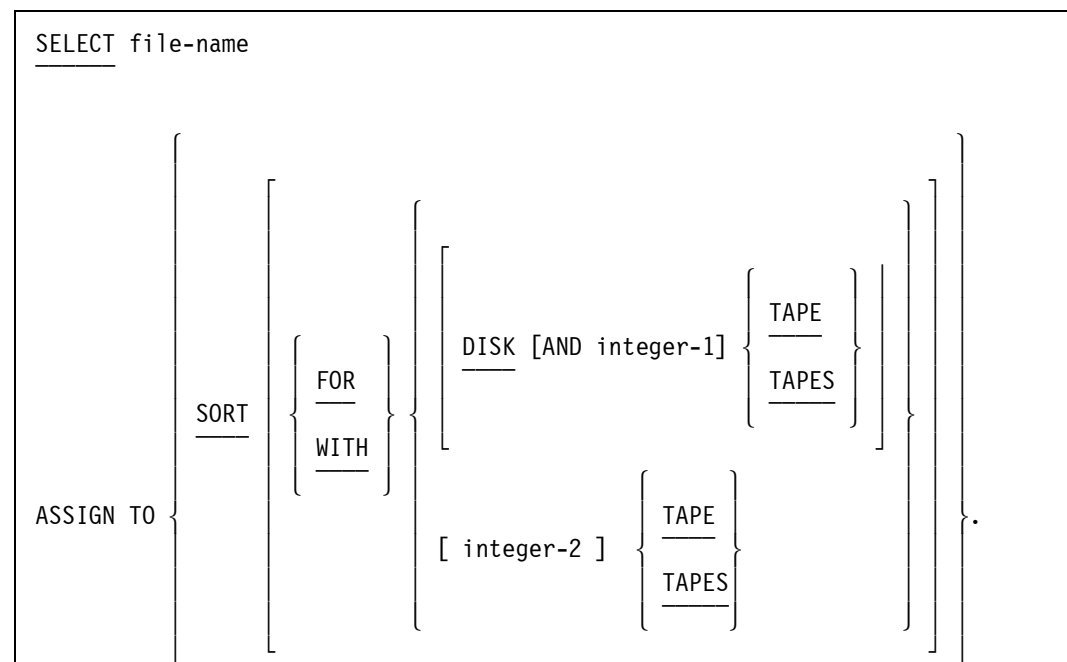 SELECT file-name
TAPE
DISK [AND integer-1]
TAPES
FOR
SORT
WITH
ASSIGN TO
TAPE
[ integer-2 ]
TAPES
.